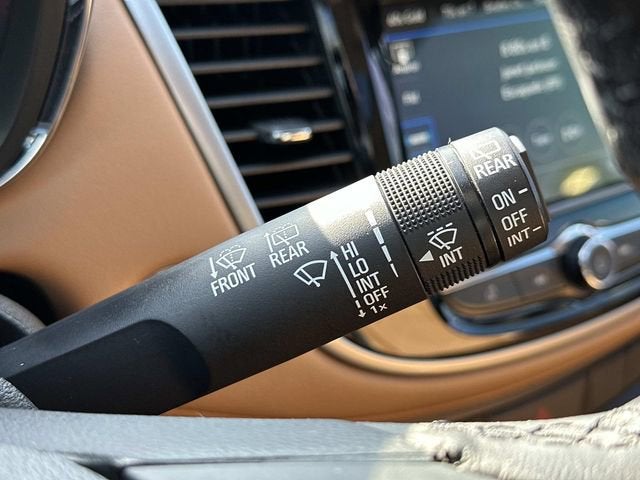 FRONT
REAR
HI
LO
INT
OFF
1x
INT
REAR
ON
OFF
INT